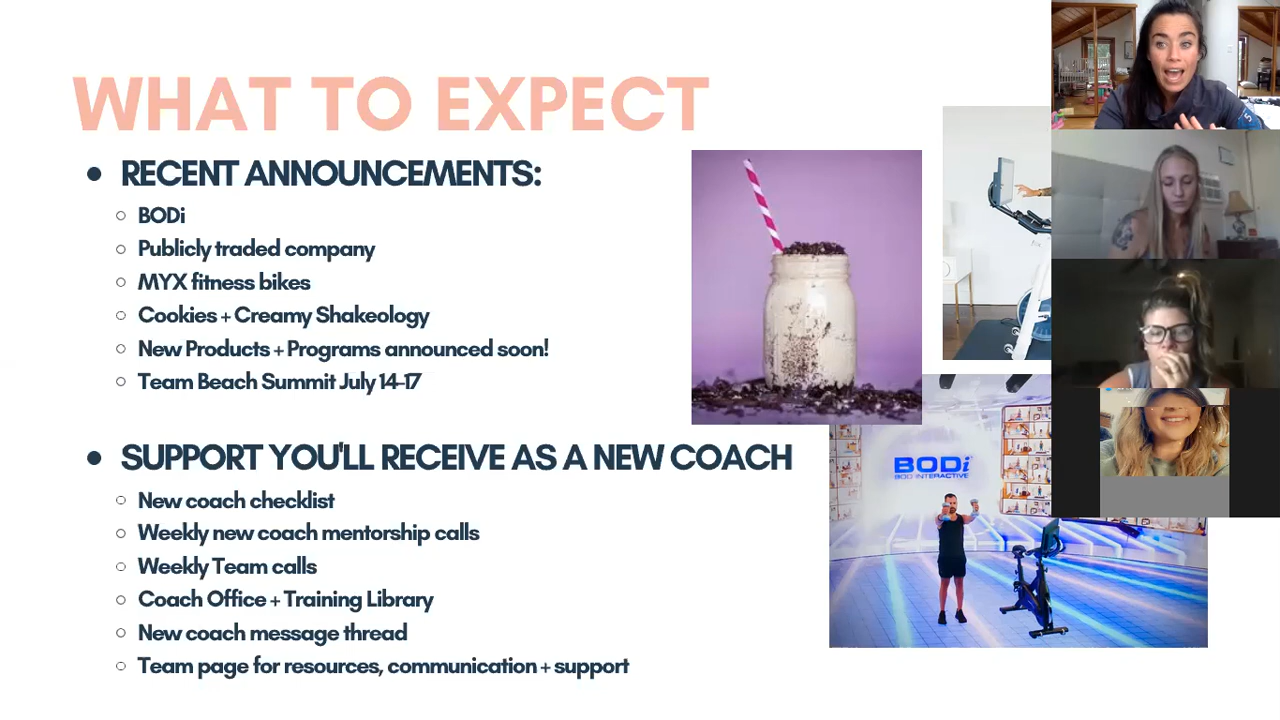 WHAT TO EXPECT
• RECENT ANNOUNCEMENTS:
○ BODi
○ Publicly traded company
○ MYX fitness bikes
○ Cookies + Creamy Shakeology
○ New Products + Programs announced soon!
○ Team Beach Summit July 14-17
• SUPPORT YOU'LL RECEIVE AS A NEW COACH
○ New coach checklist
○ Weekly new coach mentorship calls
○ Weekly Team calls
○ Coach Office + Training Library
○ New coach message thread
○ Team page for resources, communication + support
BODi
BOD INTERACTIVE